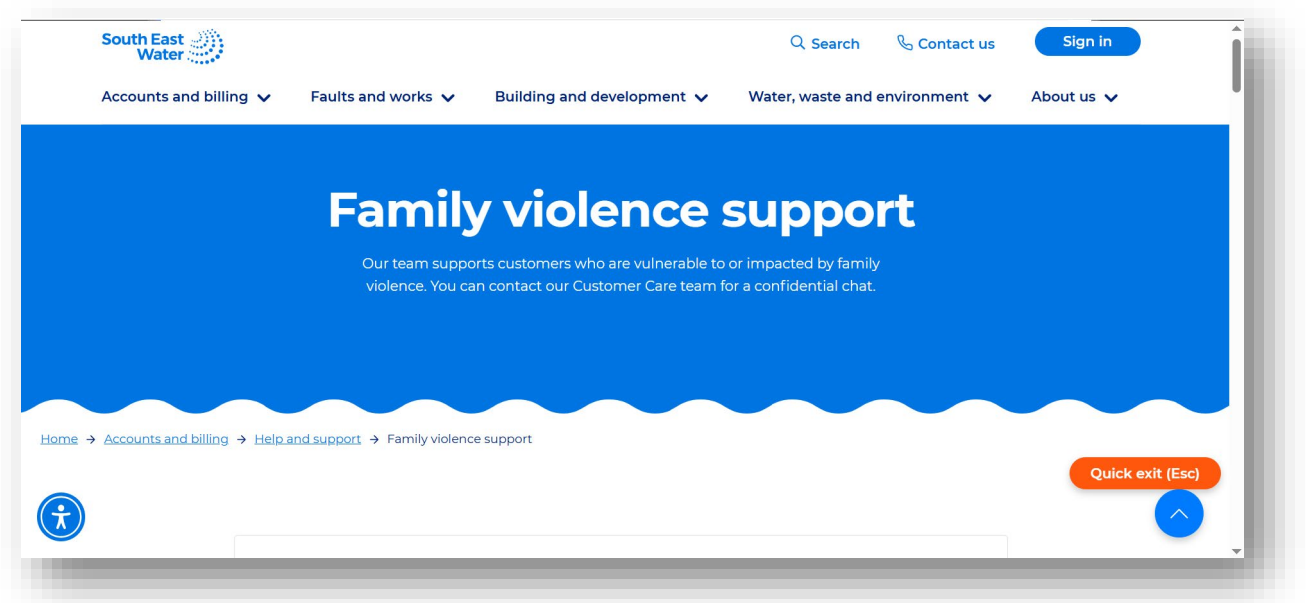 South East
Water
Search
Contact us
Sign in
Accounts and billing
Faults and works
Building and development
Water, waste and environment
About us
Family violence support
Our team supports customers who are vulnerable to or impacted by family
violence. You can contact our Customer Care team for a confidential chat.
Home → Accounts and billing → Help and support → Family violence support
Quick exit (Esc)